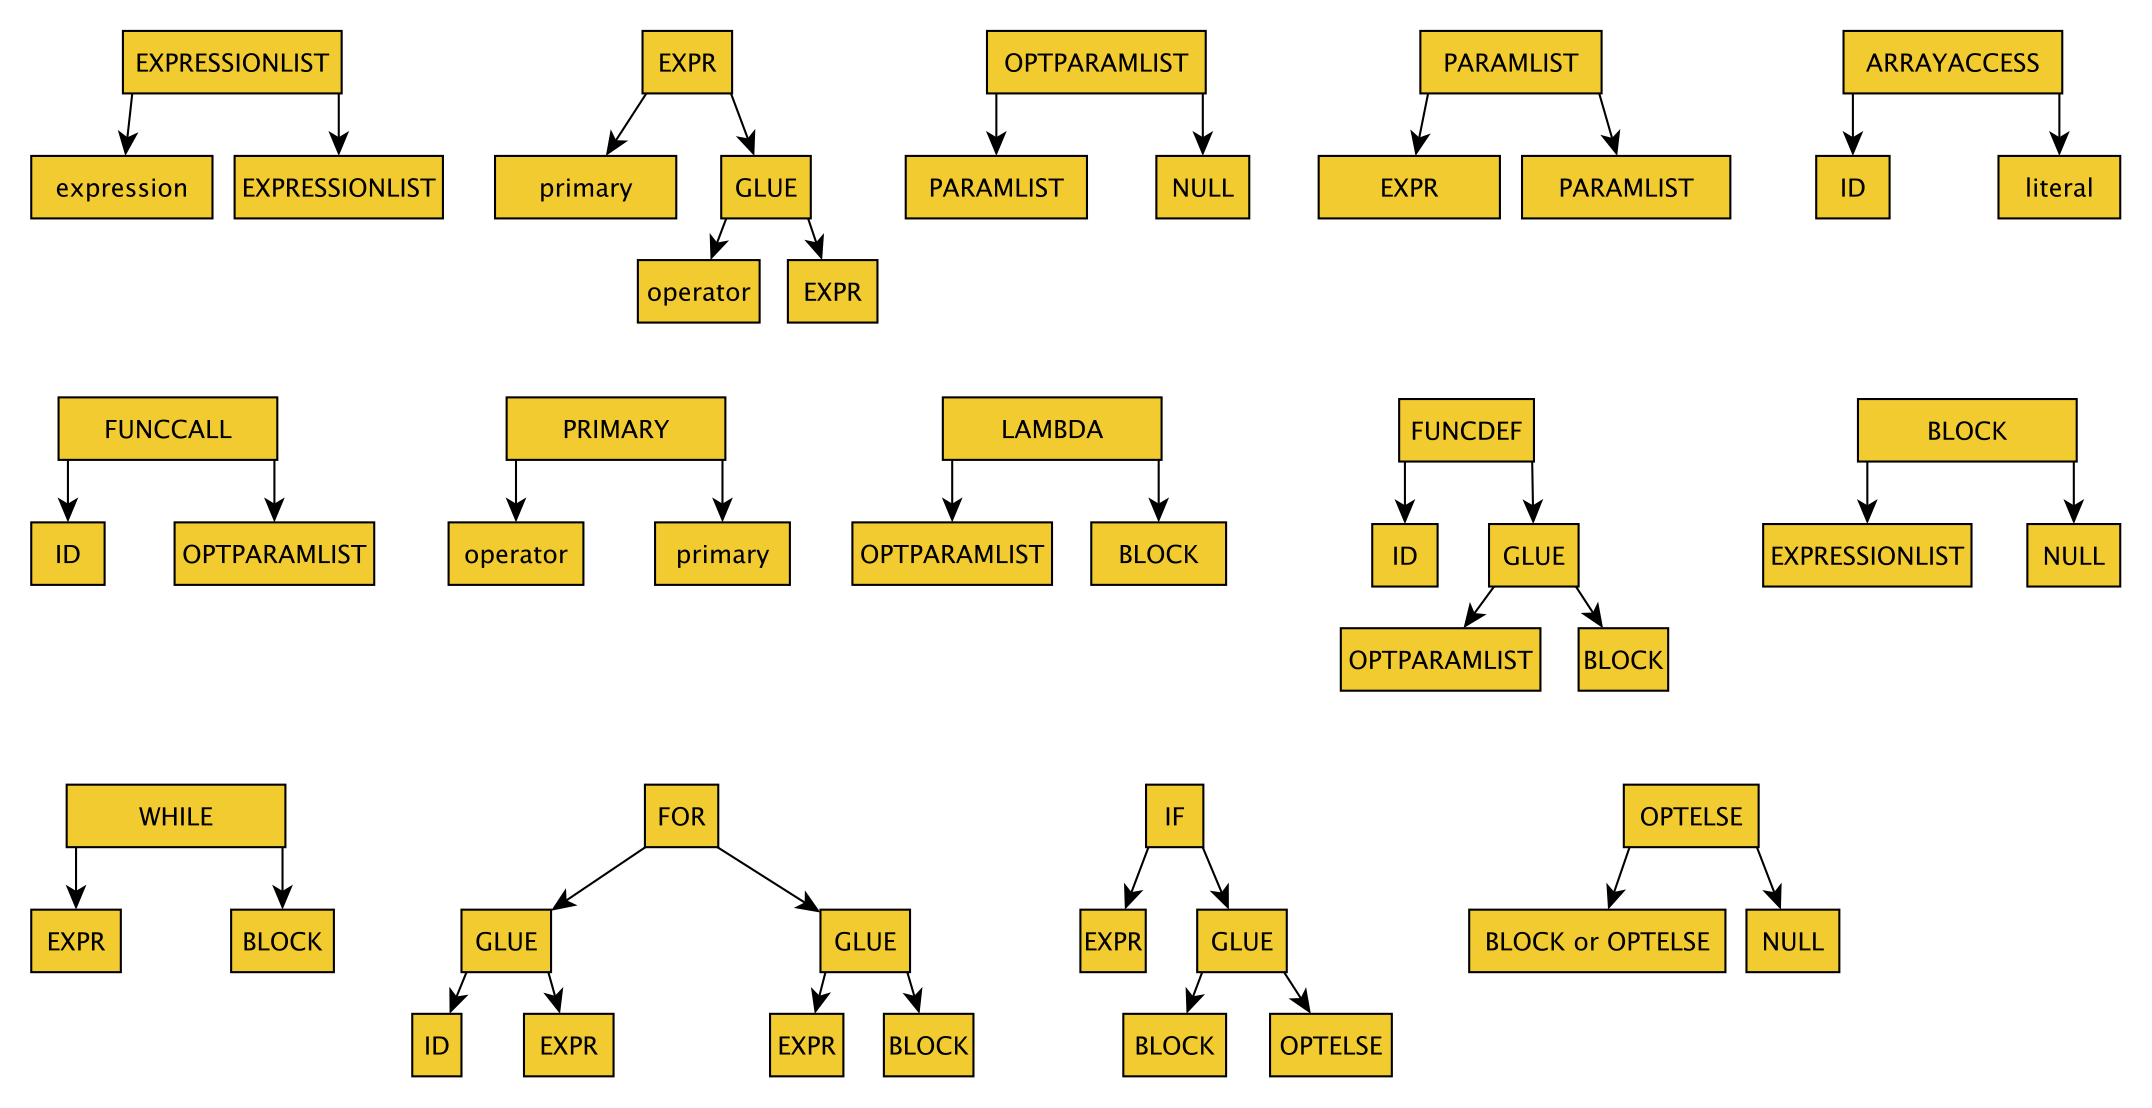 EXPRESSIONLIST
EXPR
OPTPARAMLIST
PARAMLIST
ARRAYACCESS
expression
EXPRESSIONLIST
primary
GLUE
PARAMLIST
NULL
EXPR
PARAMLIST
ID
literal
operator
EXPR
FUNCCALL
PRIMARY
LAMBDA
FUNCDEF
BLOCK
ID
OPTPARAMLIST
operator
primary
OPTPARAMLIST
BLOCK
ID
GLUE
EXPRESSIONLIST
NULL
OPTPARAMLIST
BLOCK
WHILE
FOR
IF
OPTELSE
EXPR
BLOCK
GLUE
GLUE
EXPR
GLUE
BLOCK or OPTELSE
NULL
ID
EXPR
EXPR
BLOCK
BLOCK
OPTELSE